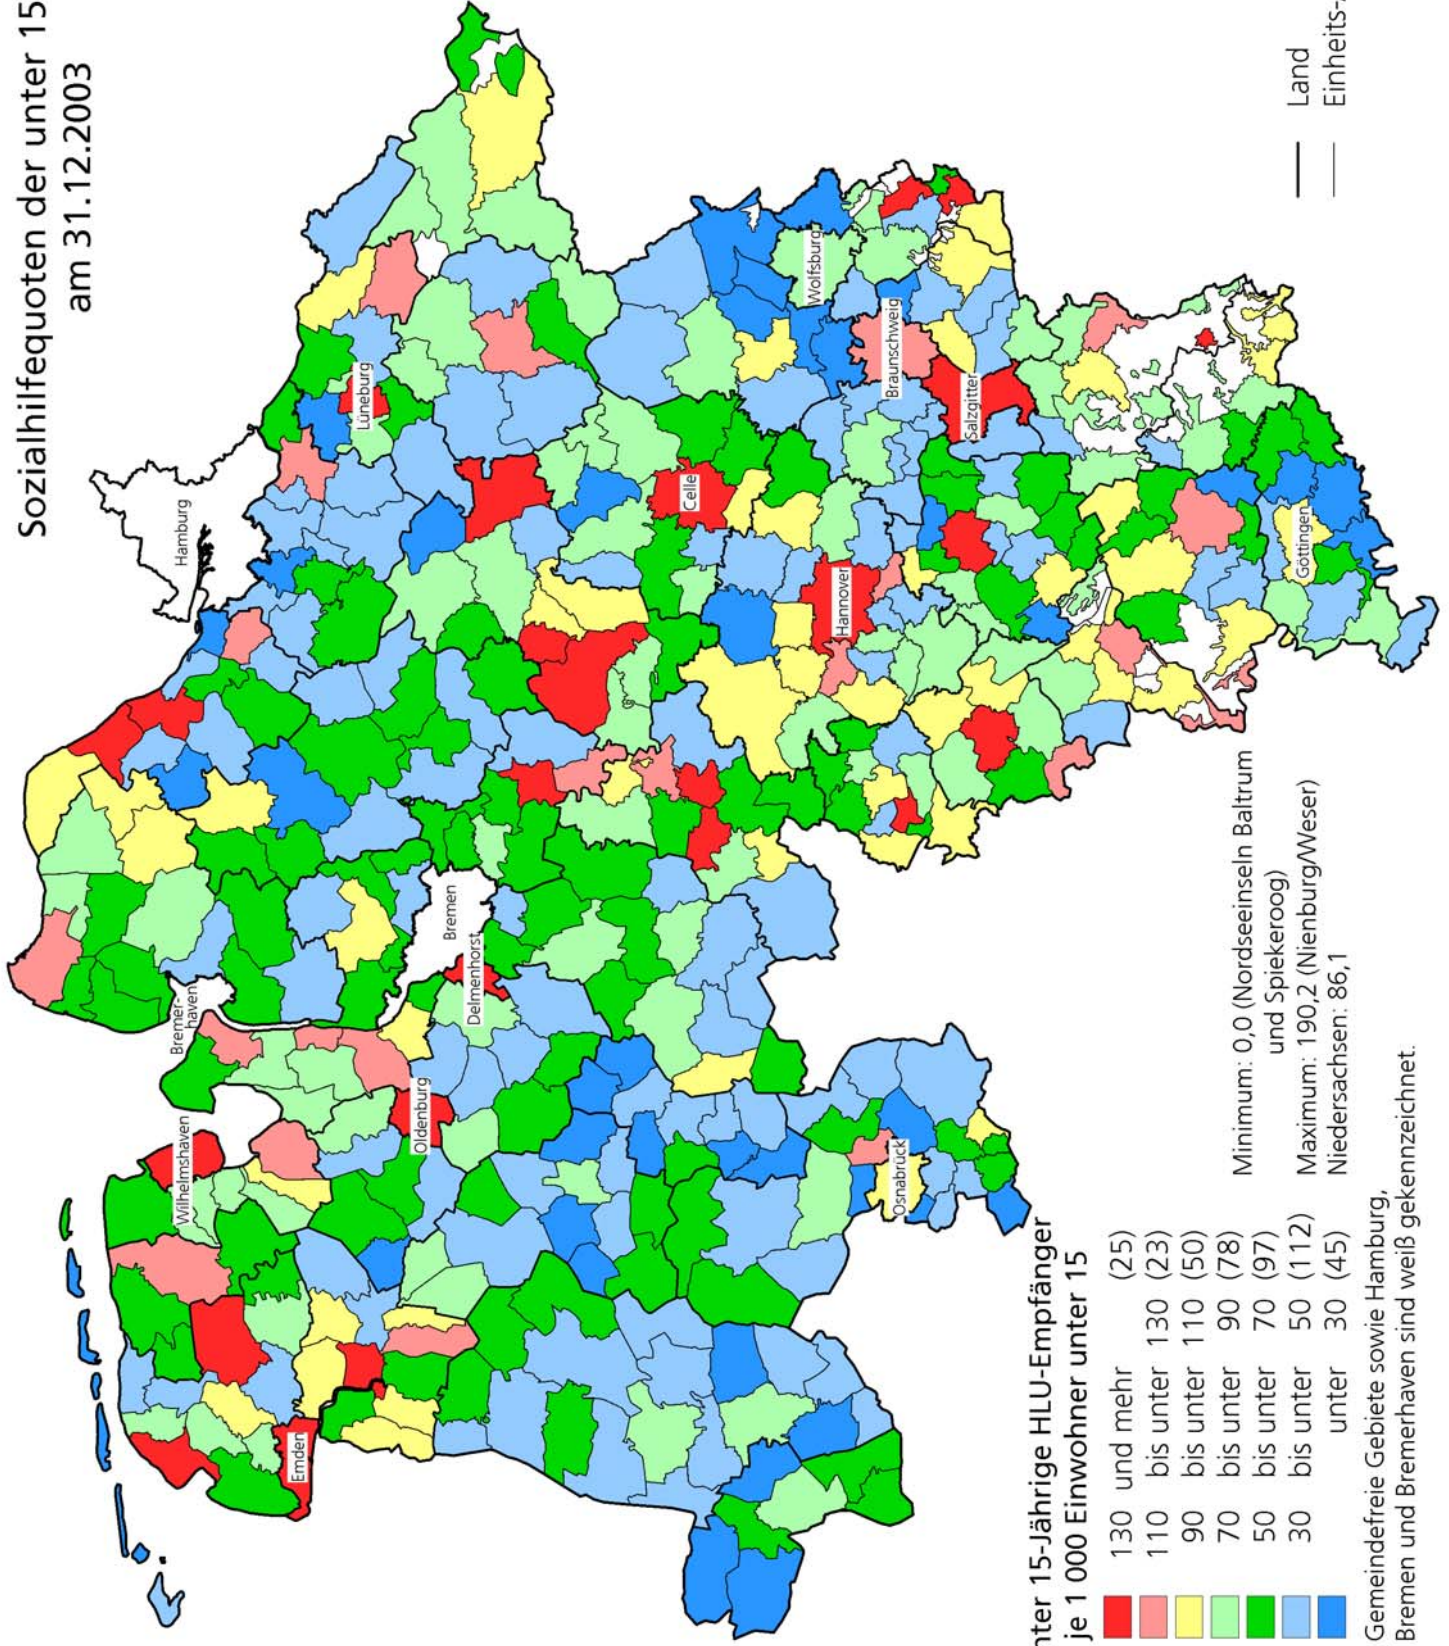 Sozialhilfequoten der unter 15
am 31.12.2003
Hamburg
Lüneburg
Bremer-
haven
Wilhelmshaven
Emden
Bremen
Delmenhorst
Oldenburg
Celle
Wolfsburg
Braunschweig
Hannover
Salzgitter
Osnabrück
Göttingen
nter 15-Jährige HLU-Empfänger
je 1 000 Einwohner unter 15
130 und mehr (25)
110 bis unter 130 (23)
90 bis unter 110 (50)
70 bis unter 90 (78)
50 bis unter 70 (97)
30 bis unter 50 (112)
unter 30 (45)
Minimum: 0,0 (Nordseeinseln Baltrum
und Spiekeroog)
Maximum: 190,2 (Nienburg/Weser)
Niedersachsen: 86,1
Land
Einheits-
Gemeindefreie Gebiete sowie Hamburg,
Bremen und Bremerhaven sind weiß gekennzeichnet.